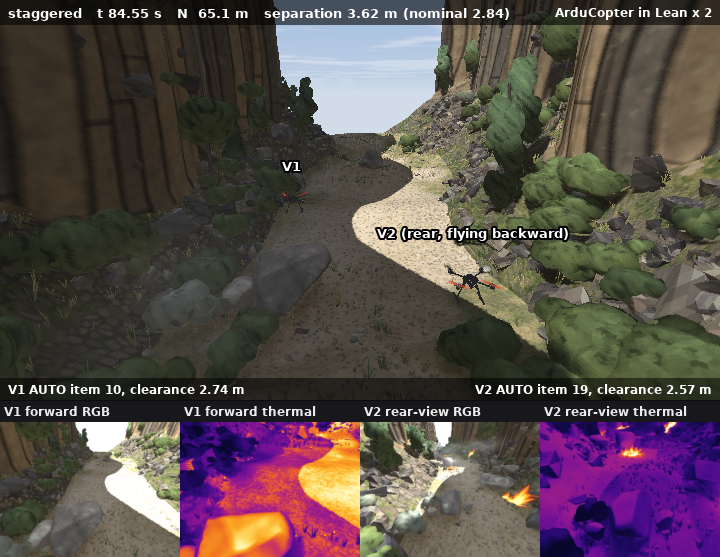 staggered t 84.55 s N 65.1 m separation 3.62 m (nominal 2.84) ArduCopter in Lean x 2
V1
V2 (rear, flying backward)
V1 AUTO item 10, clearance 2.74 m V2 AUTO item 19, clearance 2.57 m
V1 forward RGB V1 forward thermal V2 rear-view RGB V2 rear-view thermal